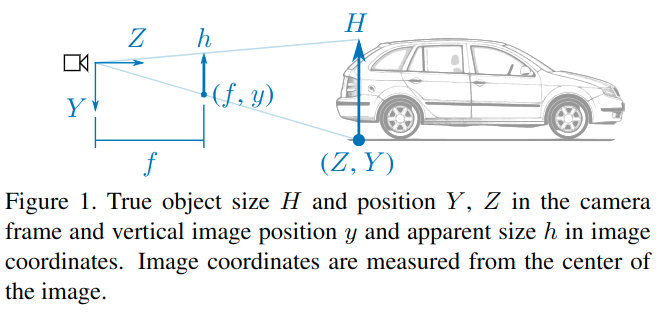 H
Z
h
Y
(f, y)
f
(Z, Y)
Figure 1. True object size H and position Y, Z in the camera
frame and vertical image position y and apparent size h in image
coordinates. Image coordinates are measured from the center of
the image.